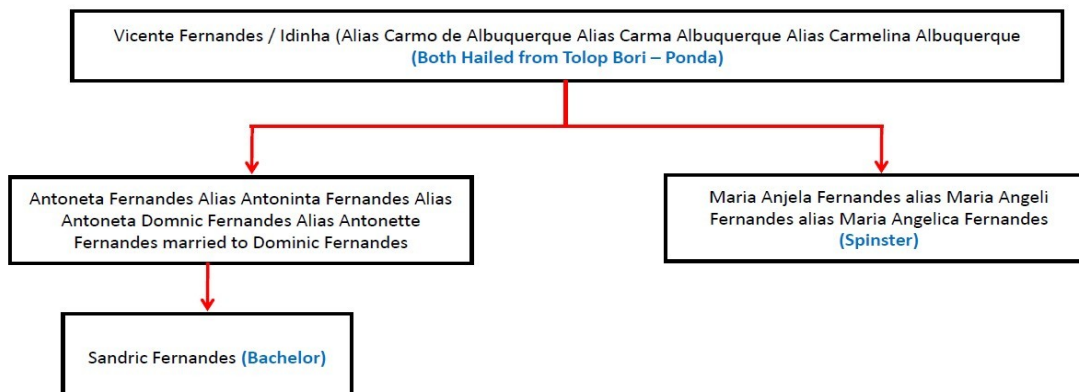 Vicente Fernandes / Idinha (Alias Carmo de Albuquerque Alias Carma Albuquerque Alias Carmelina Albuquerque
(Both Hailed from Tolop Bori – Ponda)
Antoneta Fernandes Alias Antoninta Fernandes Alias
Antoneta Domnic Fernandes Alias Antonette
Fernandes married to Dominic Fernandes
Maria Anjela Fernandes alias Maria Angeli
Fernandes alias Maria Angelica Fernandes
(Spinster)
Sandric Fernandes (Bachelor)